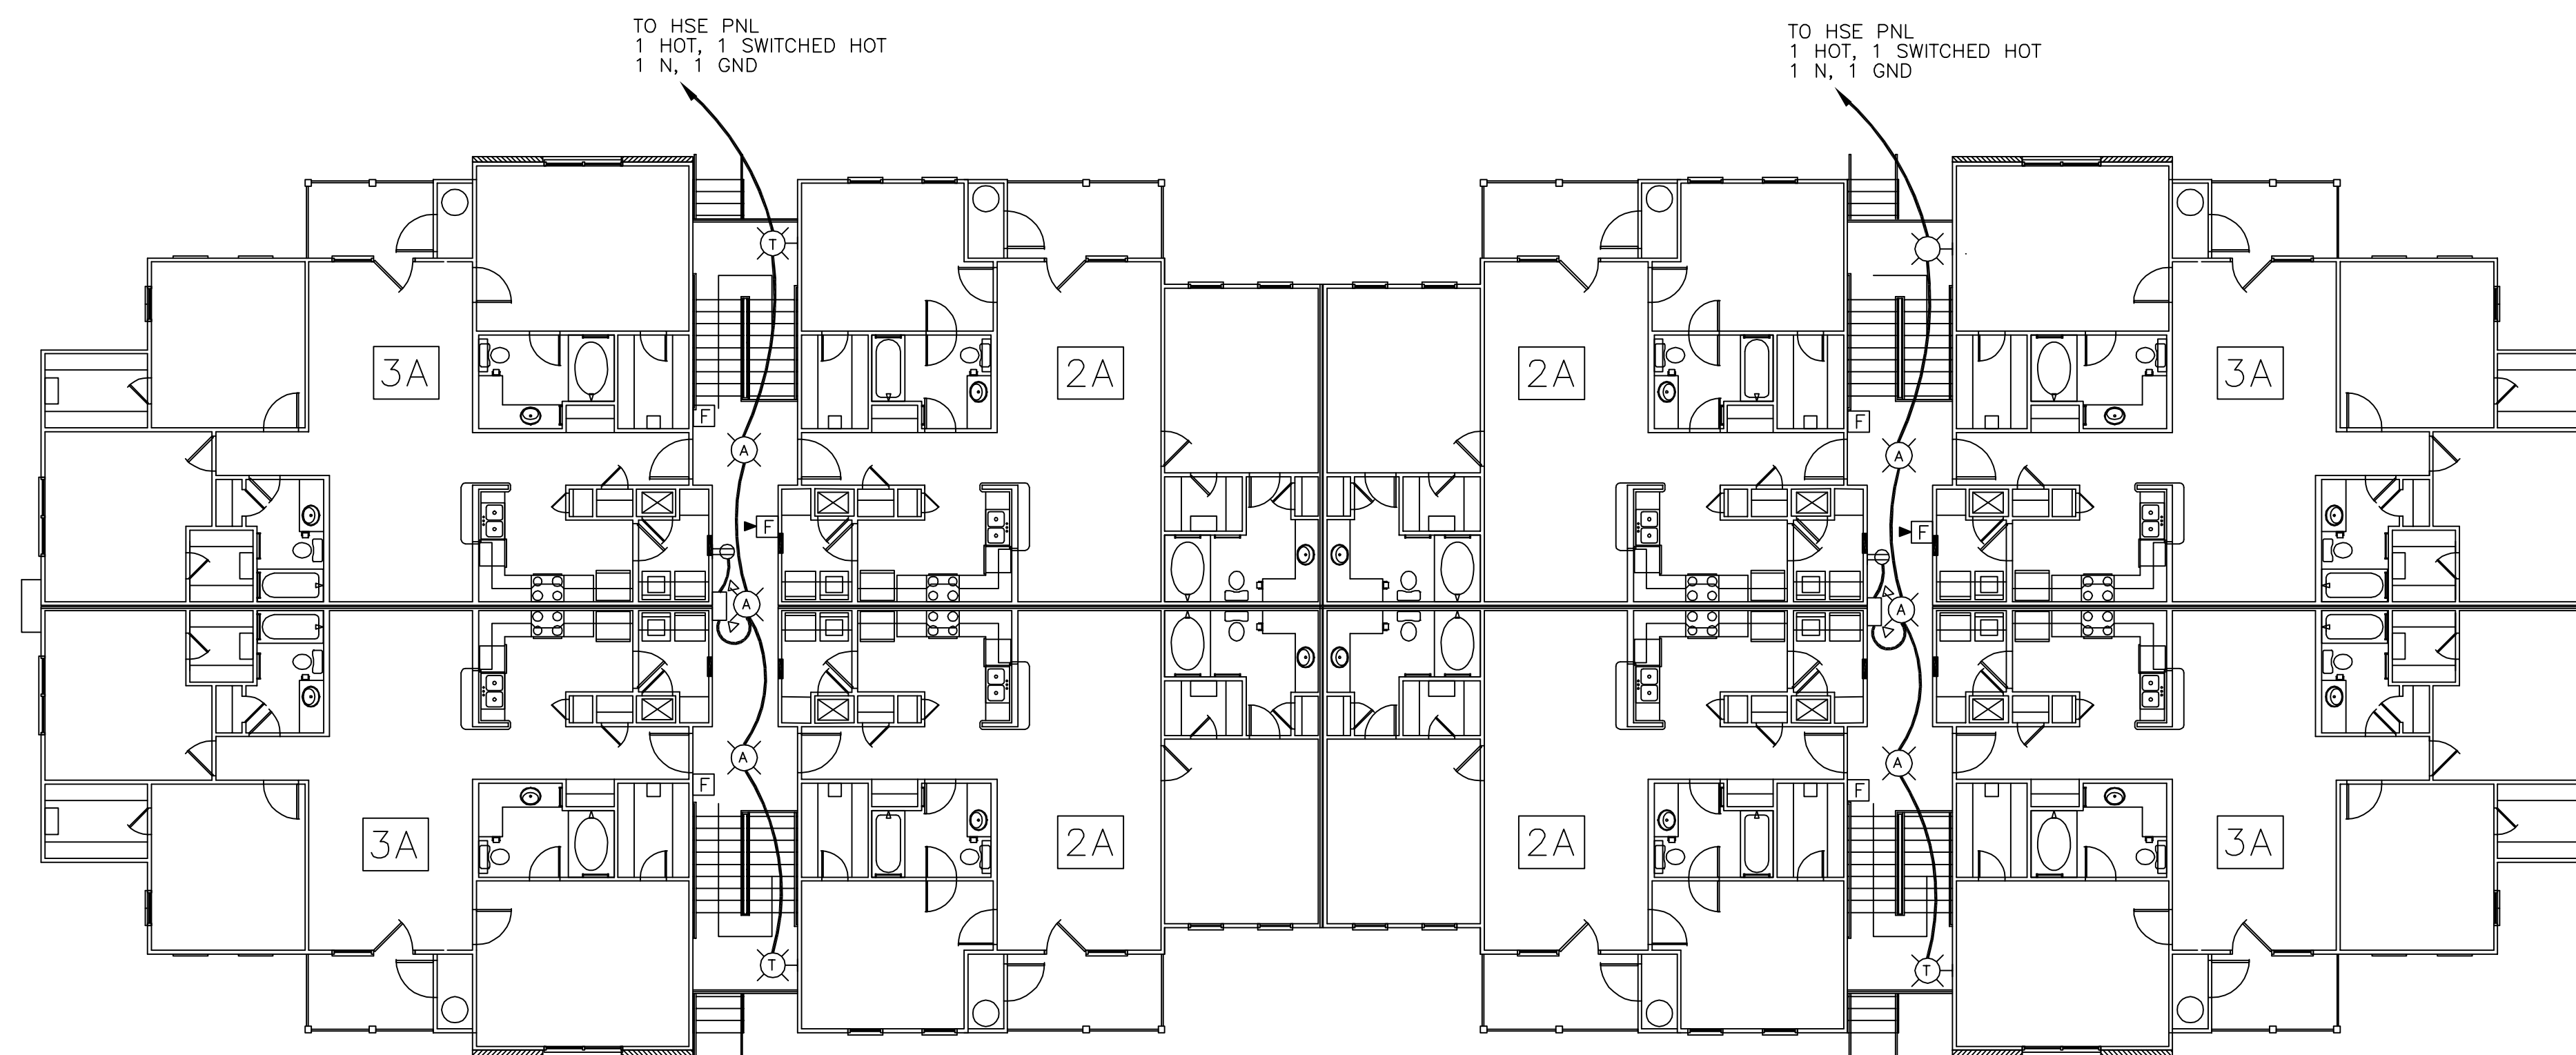 TO HSE PNL
1 HOT, 1 SWITCHED HOT
1 N, 1 GND
TO HSE PNL
1 HOT, 1 SWITCHED HOT
1 N, 1 GND
T
3A
2A
2A
3A
F
F
A
A
F
F
A
A
A
A
F
F
3A
2A
2A
3A
T
T